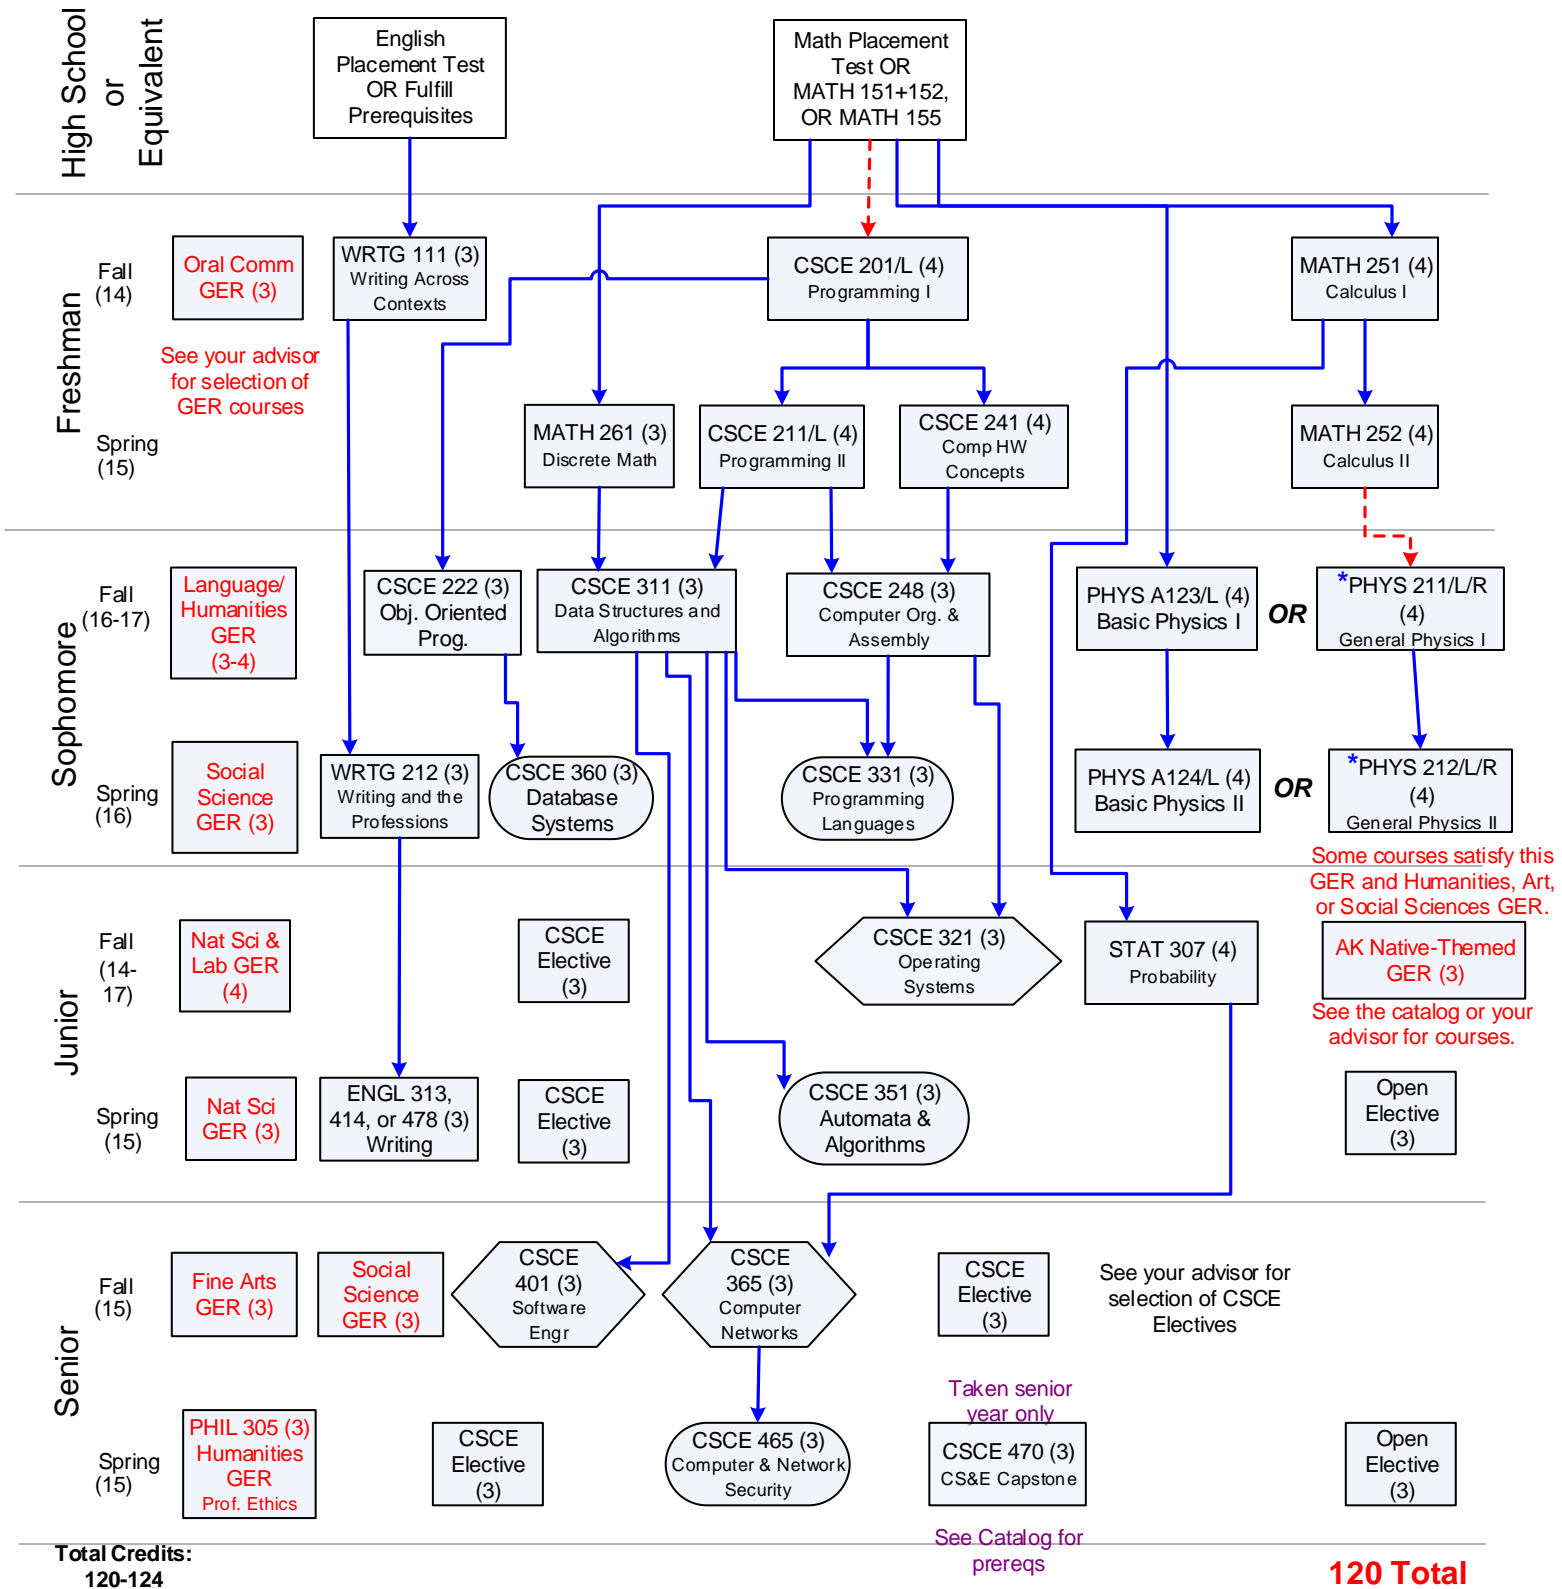 High School
or
Equivalent
English
Placement Test
OR Fulfill
Prerequisites
Math Placement
Test OR
MATH 151+152,
OR MATH 155
Freshman
Fall
(14)
Oral Comm
GER (3)
WRTG 111 (3)
Writing Across
Contexts
CSCE 201/L (4)
Programming I
MATH 251 (4)
Calculus I
See your advisor
for selection of
GER courses
Spring
(15)
MATH 261 (3)
Discrete Math
CSCE 211/L (4)
Programming II
CSCE 241 (4)
Comp HW
Concepts
MATH 252 (4)
Calculus II
Sophomore
Fall
(16-17)
Language/
Humanities
GER
(3-4)
CSCE 222 (3)
Obj. Oriented
Prog.
CSCE 311 (3)
Data Structures and
Algorithms
CSCE 248 (3)
Computer Org. &
Assembly
PHYS A123/L (4)
Basic Physics I
OR
*PHYS 211/L/R
(4)
General Physics I
Spring
(16)
Social
Science
GER (3)
WRTG 212 (3)
Writing and the
Professions
CSCE 360 (3)
Database
Systems
CSCE 331 (3)
Programming
Languages
PHYS A124/L (4)
Basic Physics II
OR
*PHYS 212/L/R
(4)
General Physics II
Junior
Some courses satisfy this
GER and Humanities, Art,
or Social Sciences GER.
Fall
(14-
17)
Nat Sci &
Lab GER
(4)
CSCE
Elective
(3)
CSCE 321 (3)
Operating
Systems
STAT 307 (4)
Probability
AK Native-Themed
GER (3)
See the catalog or your
advisor for courses.
Spring
(15)
Nat Sci
GER (3)
ENGL 313,
414, or 478 (3)
Writing
CSCE
Elective
(3)
CSCE 351 (3)
Automata &
Algorithms
Open
Elective
(3)
Senior
Fall
(15)
Fine Arts
GER (3)
Social
Science
GER (3)
CSCE
401 (3)
Software
Engr
CSCE
365 (3)
Computer
Networks
CSCE
Elective
(3)
See your advisor for
selection of CSCE
Electives
Spring
(15)
PHIL 305 (3)
Humanities
GER
Prof. Ethics
CSCE
Elective
(3)
CSCE 465 (3)
Computer & Network
Security
Taken senior
year only
CSCE 470 (3)
CS&E Capstone
See Catalog for
prereqs
Open
Elective
(3)
Total Credits:
120-124
120 Total